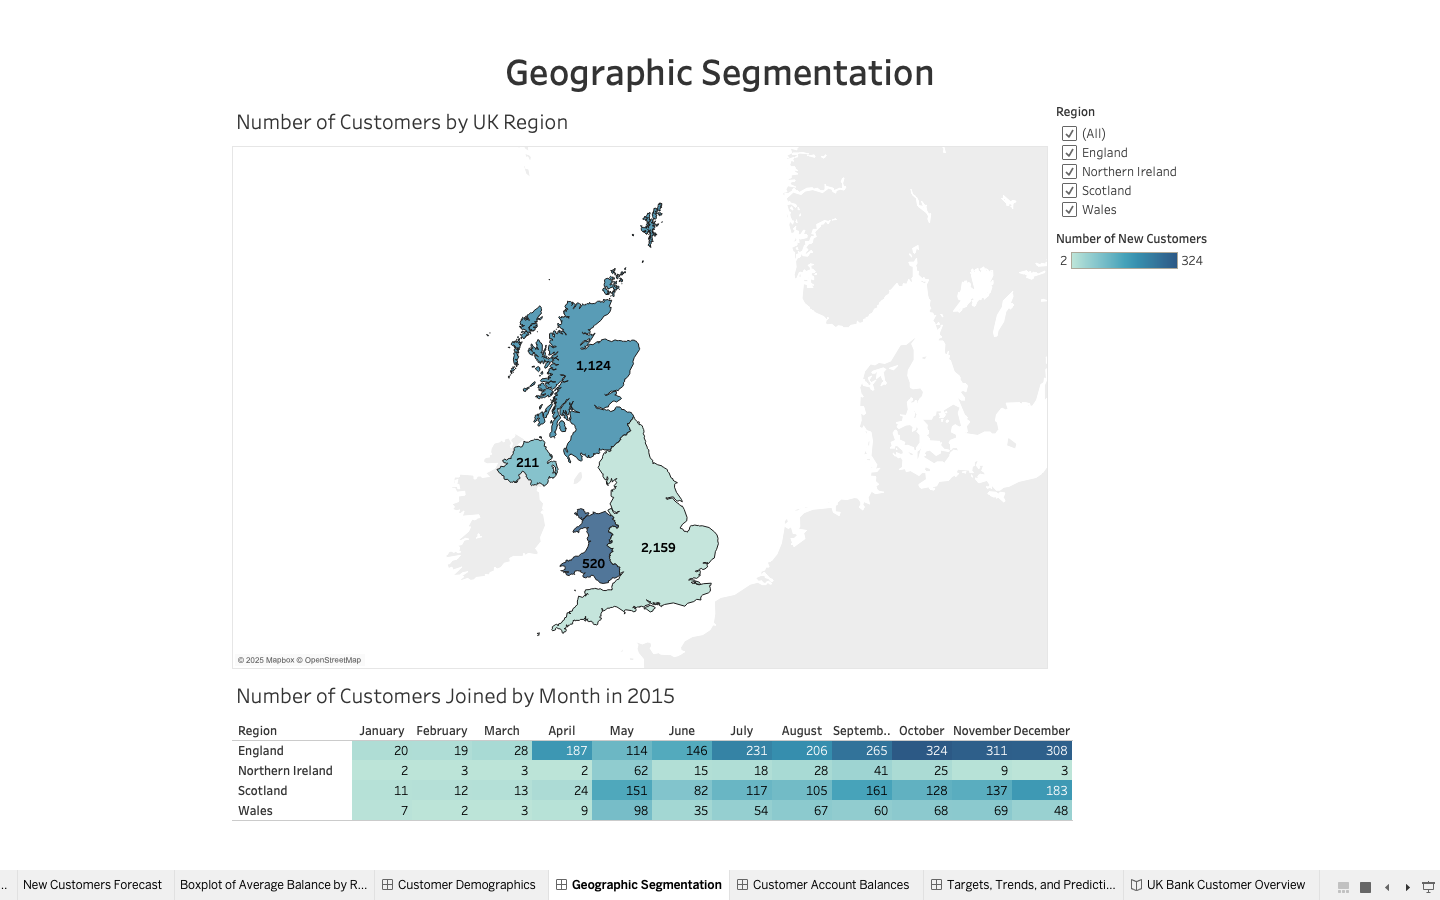 Geographic Segmentation
Number of Customers by UK Region
Region
(All)
England
Northern Ireland
Scotland
Wales
Number of New Customers
2 324
1,124
211
2,159
520
© 2025 Mapbox © OpenStreetMap
Number of Customers Joined by Month in 2015
Region January February March April May June July August Septemb.. October November December
England 20 19 28 187 114 146 231 206 265 324 311 308
Northern Ireland 2 3 3 2 62 15 18 28 41 25 9 3
Scotland 11 12 13 24 151 82 117 105 161 128 137 183
Wales 7 2 3 9 98 35 54 67 60 68 69 48
.. New Customers Forecast Boxplot of Average Balance by R... Customer Demographics Geographic Segmentation Customer Account Balances Targets, Trends, and Predicti... UK Bank Customer Overview